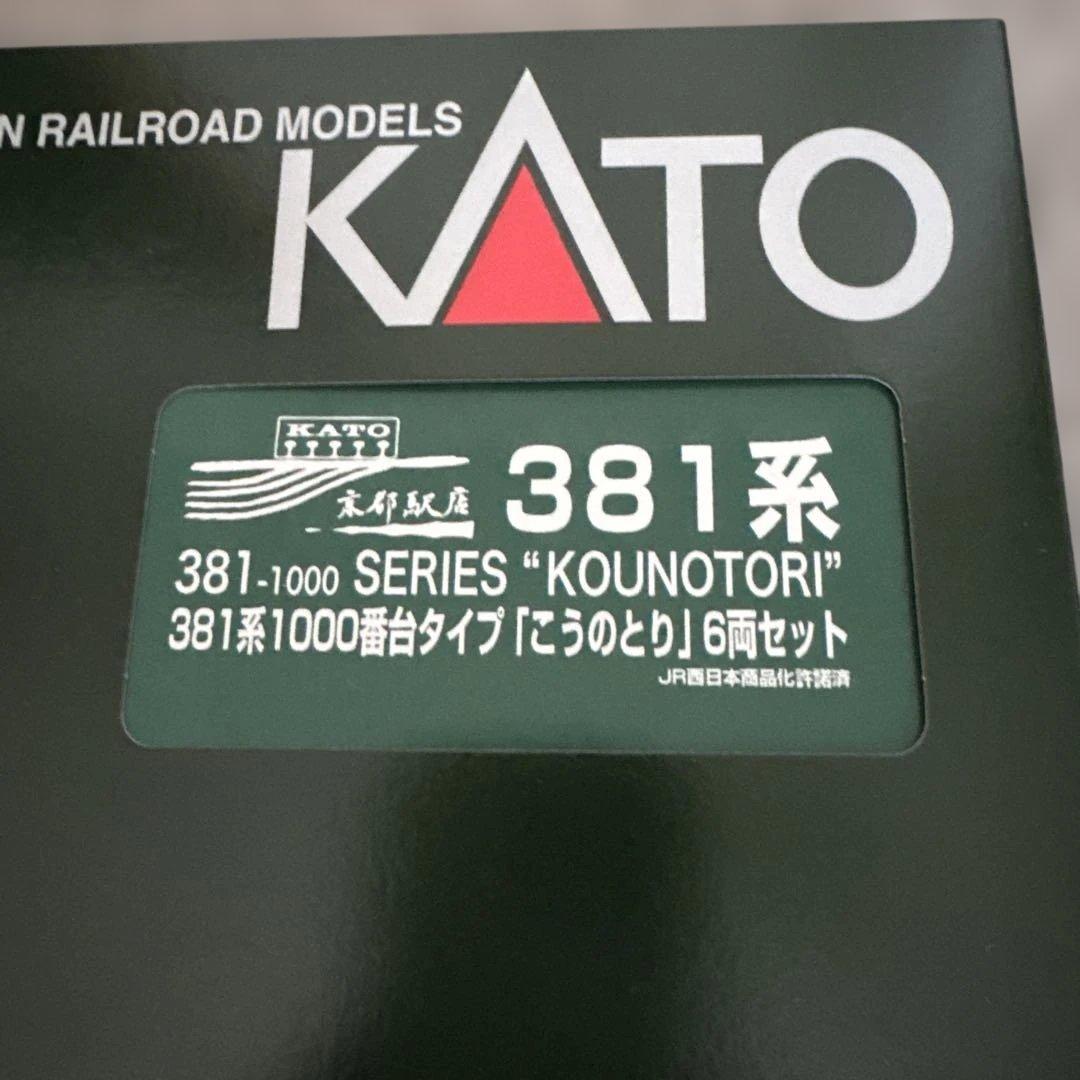 N RAILROAD MODELS
KATO
KATO
京都駅店
381系
381-1000 SERIES “KOUNOTORI”
381系1000番台タイプ「こうのとり」6両セット
JR西日本商品化許諾済